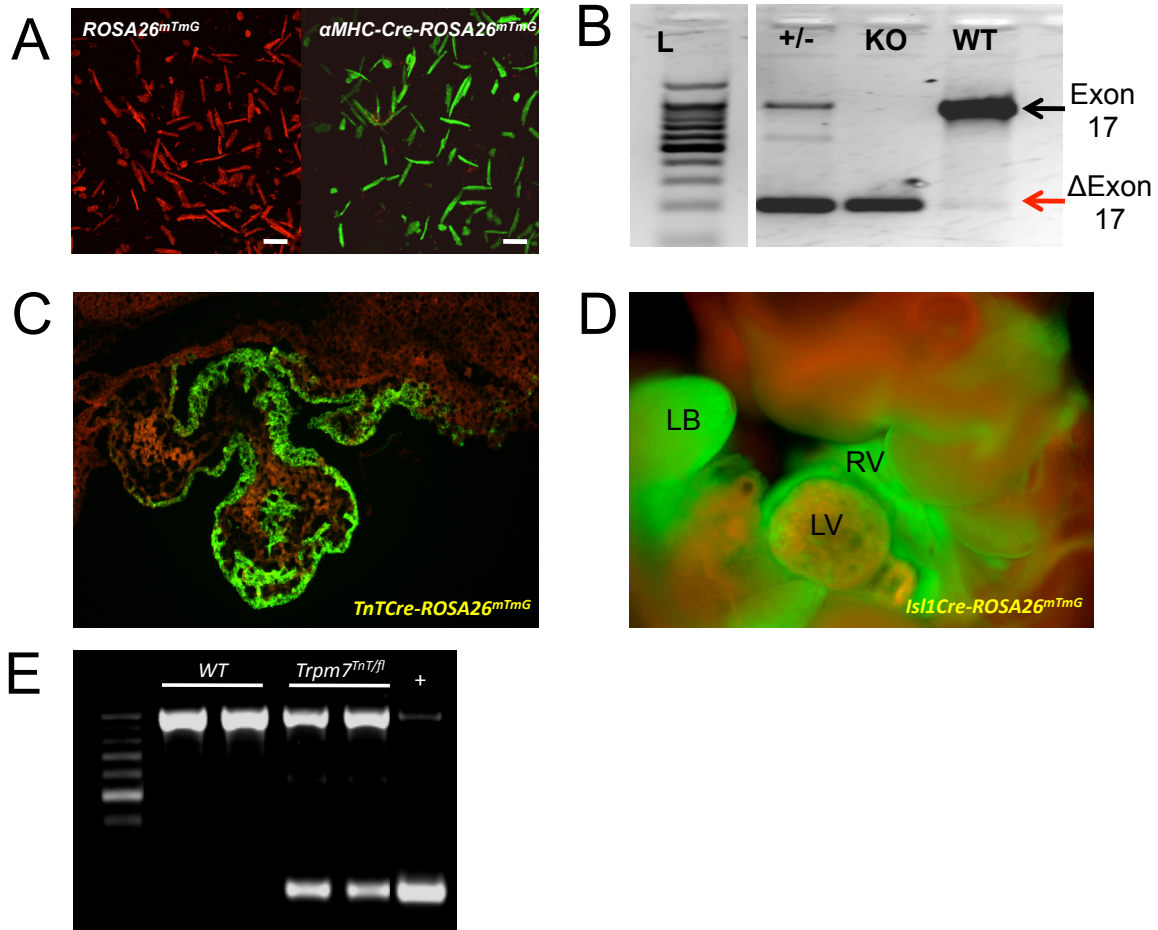 A
ROSA26mTmG
αMHC-Cre-ROSA26mTmG
B
L
+/-
KO
WT
Exon
17
ΔExon
17
C
TnTCre-ROSA26mTmG
D
LB
RV
LV
Isl1Cre-ROSA26mTmG
E
WT
Trpm7TnT/fl
+